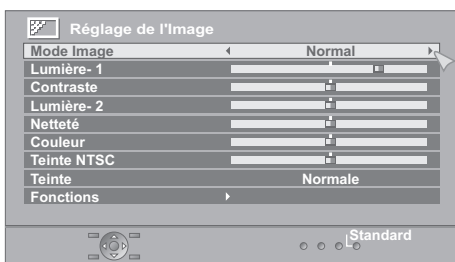 Réglage de l'Image
Mode Image Normal
Lumière- 1
Contraste
Lumière- 2
Netteté
Couleur
Teinte NTSC
Teinte Normale
Fonctions
Standard